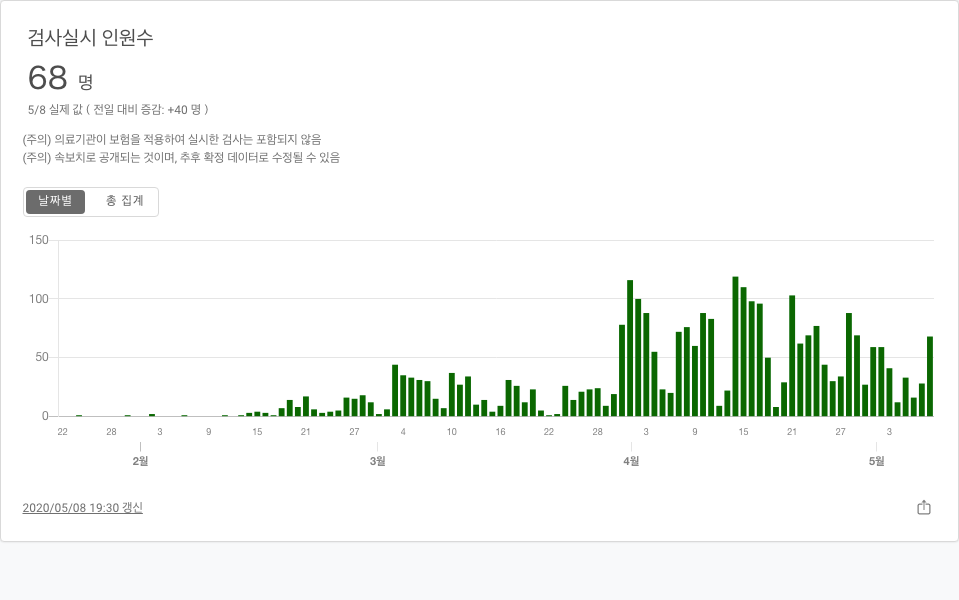 검사실시 인원수
68 명
5/8 실제 값 ( 전일 대비 증감: +40 명 )
(주의) 의료기관이 보험을 적용하여 실시한 검사는 포함되지 않음
(주의) 속보치로 공개되는 것이며, 추후 확정 데이터로 수정될 수 있음
날짜별 총 집계
150
100
50
0
22 28 3 9 15 21 27 4 10 16 22 28 3 9 15 21 27 3
2월 3월 4월 5월
2020/05/08 19:30 갱신